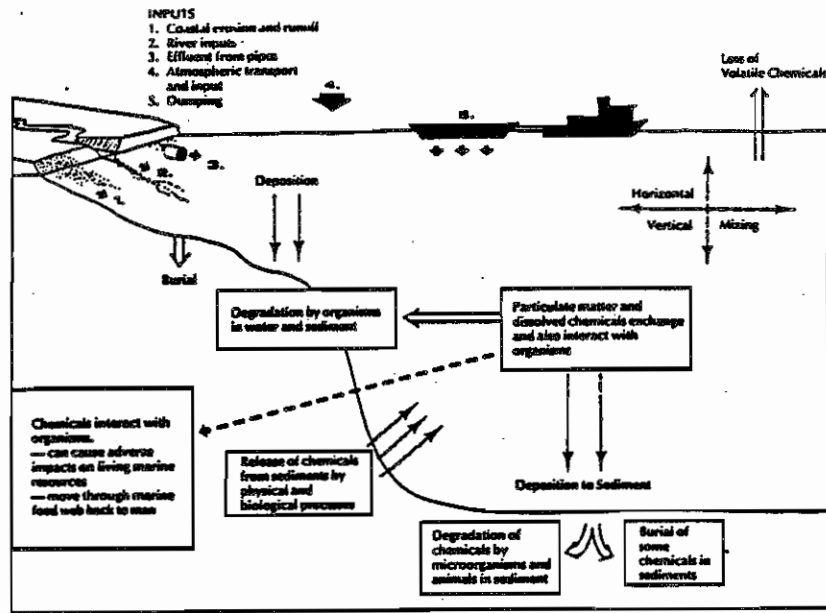 INPUTS
1. Coastal erosion and runoff
2. River inputs
3. Effluent from pipes
4. Atmospheric transport
and input
5. Dumping
4.
5.
Loss of
Volatile Chemicals
3.
2.
1.
Deposition
Horizontal
Vertical Mixing
Burial
Degradation by organisms
in water and sediment
Particulate matter and
dissolved chemicals exchange
and also interact with
organisms
Chemicals interact with
organisms.
— can cause adverse
impacts on living marine
resources
— move through marine
food web back to man
Release of chemicals
from sediments by
physical and
biological processes
Deposition to Sediment
Degradation of
chemicals by
microorganisms and
animals in sediment
Burial of
some
chemicals in
sediments